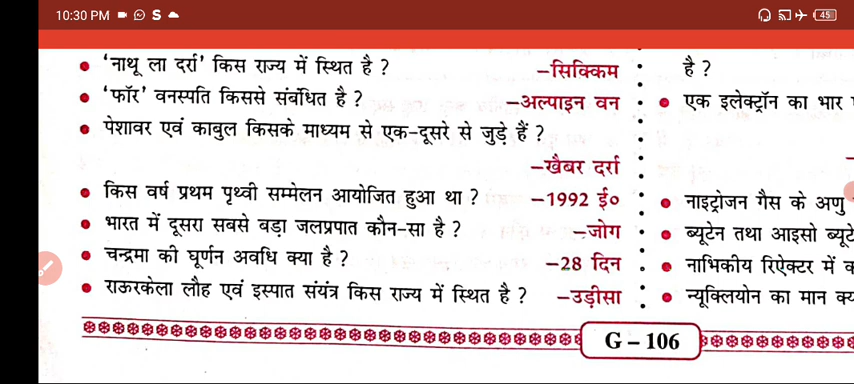 10:30 PM
45
'नाथू ला दर्रा' किस राज्य में स्थित है ? –सिक्किम
'फॉर' वनस्पति किससे संबंधित है ? –अल्पाइन वन
पेशावर एवं काबुल किसके माध्यम से एक-दूसरे से जुड़े हैं ?
–खैबर दर्रा
किस वर्ष प्रथम पृथ्वी सम्मेलन आयोजित हुआ था ? –1992 ई०
भारत में दूसरा सबसे बड़ा जलप्रपात कौन-सा है ? –जोग
चन्द्रमा की घूर्णन अवधि क्या है ? –28 दिन
राऊरकेला लौह एवं इस्पात संयंत्र किस राज्य में स्थित है ? –उड़ीसा
है ?
एक इलेक्ट्रॉन का भार
नाइट्रोजन गैस के अणु
ब्यूटेन तथा आइसो
नाभिकीय रिऐक्टर में
न्यूक्लियोन का मान
G – 106